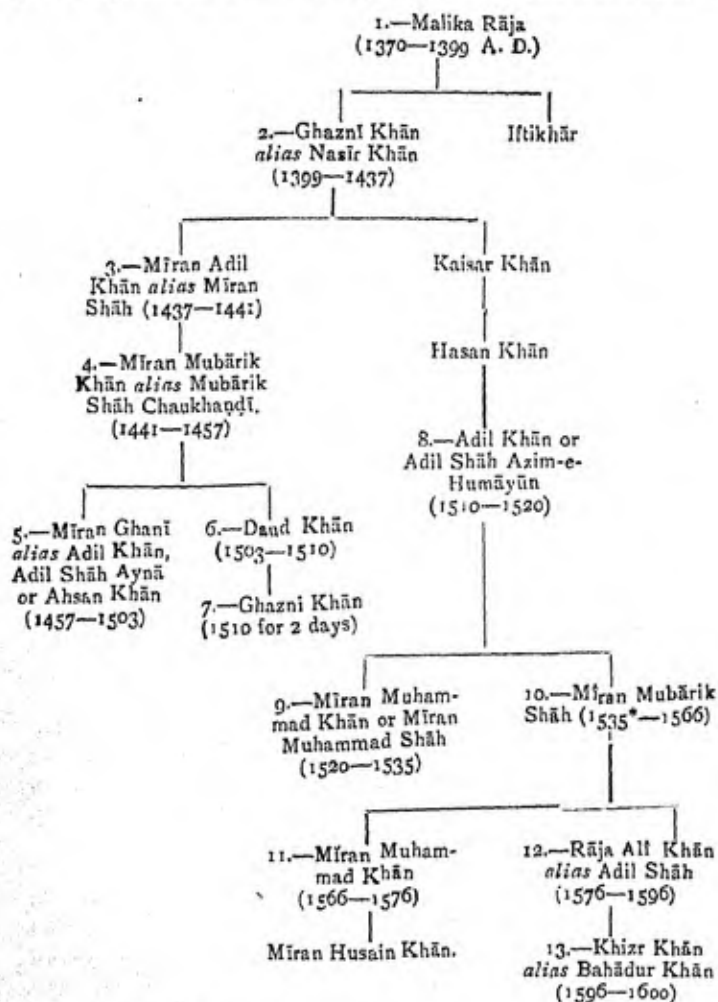 1.—Malika Rāja
(1370—1399 A. D.)
2.—Ghaznī Khān
alias Nasīr Khān
(1399—1437)
Iftikhār
3.—Mīran Adil
Khān alias Mīran
Shāh (1437—1441)
Kaisar Khān
4.—Mīran Mubārik
Khān alias Mubārik
Shāh Chaukhaṇḍī.
(1441—1457)
Hasan Khān
8.—Adil Khān or
Adil Shāh Azim-e-
Humāyūn
(1510—1520)
5.—Mīran Ghanī
alias Adil Khān,
Adil Shāh Aynā
or Ahsan Khān
(1457—1503)
6.—Daud Khān
(1503—1510)
7.—Ghazni Khān
(1510 for 2 days)
9.—Mīran Muham-
mad Khān or Mīran
Muhammad Shāh
(1520—1535)
10.—Mīran Mubārik
Shāh (1535*—1566)
11.—Mīran Muham-
mad Khān
(1566—1576)
12.—Rāja Alī Khān
alias Adil Shāh
(1576—1596)
Mīran Husain Khān.
13.—Khizr Khān
alias Bahādur Khān
(1596—1600)